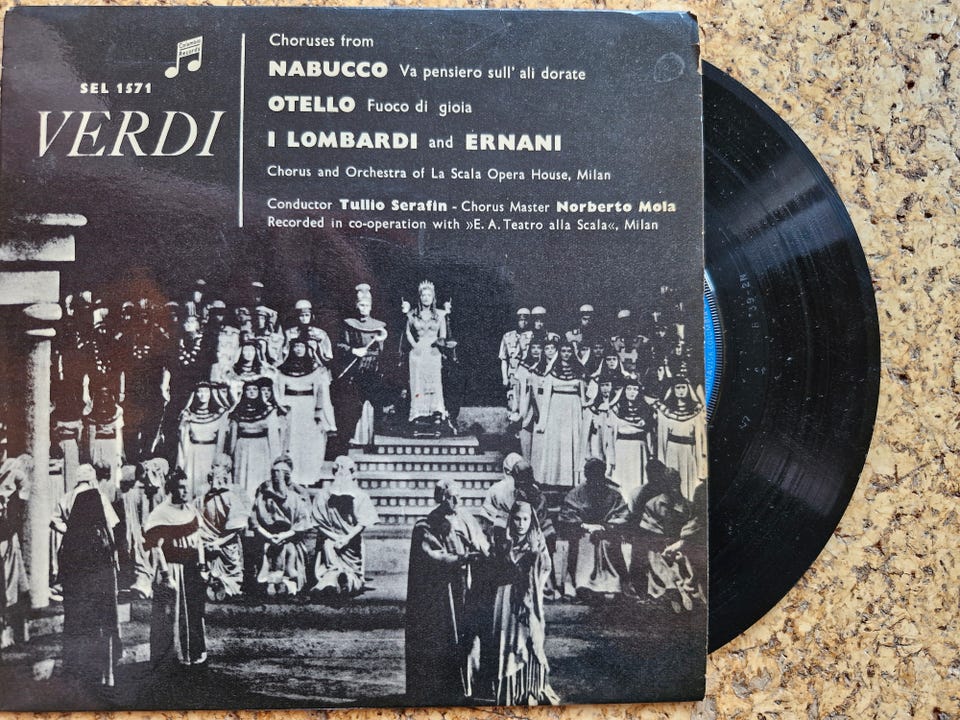 Columbia
Records
SEL 1571
VERDI
Choruses from
NABUCCO Va pensiero sull' ali dorate
OTELLO Fuoco di gioia
I LOMBARDI and ERNANI
Chorus and Orchestra of La Scala Opera House, Milan
Conductor Tullio Serafin - Chorus Master Norberto Mola
Recorded in co-operation with »E. A. Teatro alla Scala«, Milan